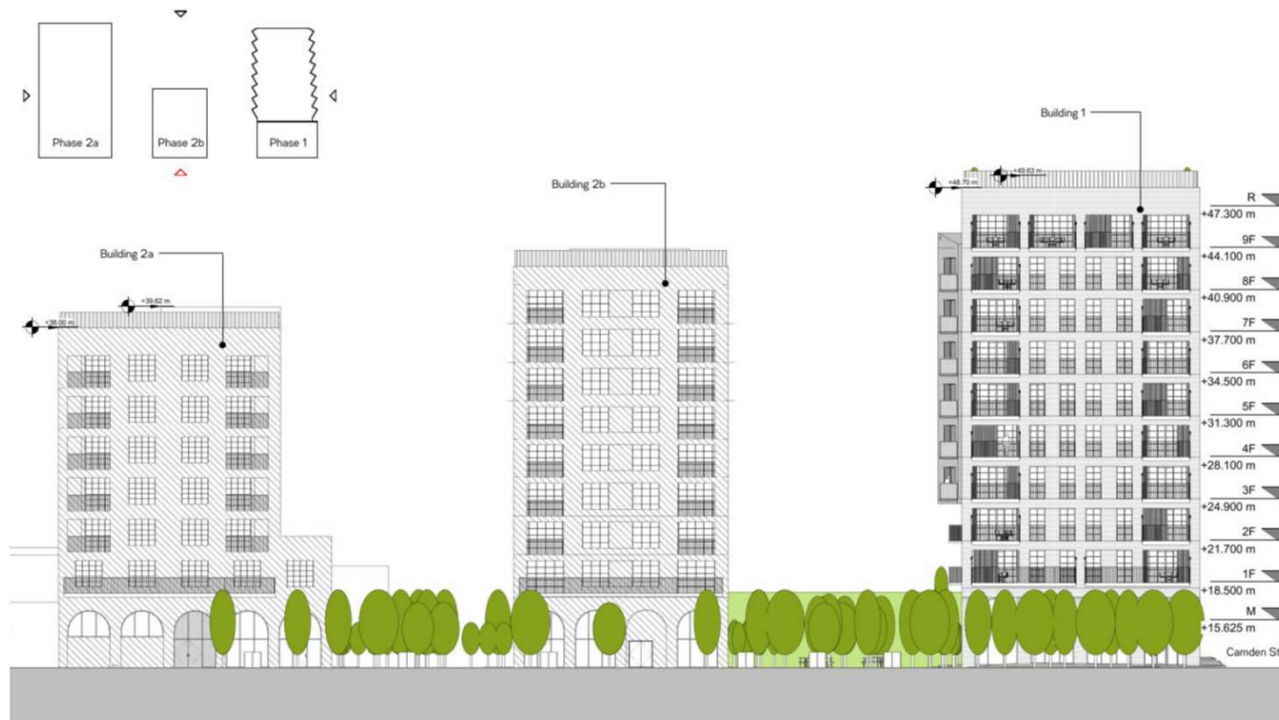 Phase 2a
Phase 2b
Phase 1
Building 1
Building 2b
Building 2a
+49.63 m
+48.70 m
+39.62 m
+38.00 m
R
+47.300 m
9F
+44.100 m
8F
+40.900 m
7F
+37.700 m
6F
+34.500 m
5F
+31.300 m
4F
+28.100 m
3F
+24.900 m
2F
+21.700 m
1F
+18.500 m
M
+15.625 m
Camden St